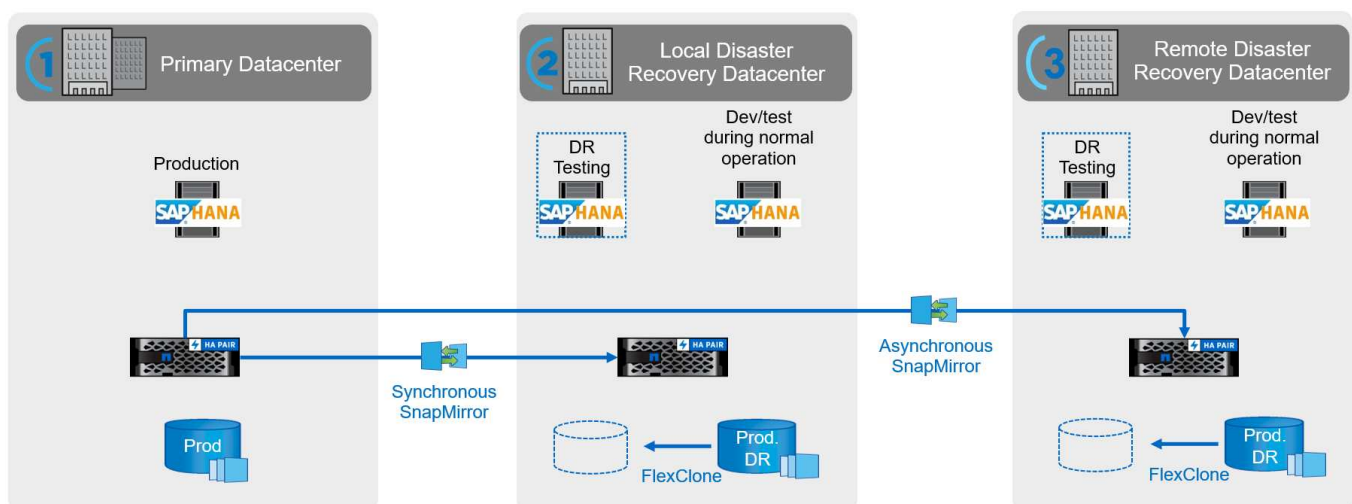 1
Primary Datacenter
Production
SAP HANA
HA PAIR
Prod
Synchronous
SnapMirror
2
Local Disaster
Recovery Datacenter
DR
Testing
SAP HANA
Dev/test
during normal
operation
SAP HANA
HA PAIR
FlexClone
Prod.
DR
Asynchronous
SnapMirror
3
Remote Disaster
Recovery Datacenter
DR
Testing
SAP HANA
Dev/test
during normal
operation
SAP HANA
HA PAIR
FlexClone
Prod.
DR